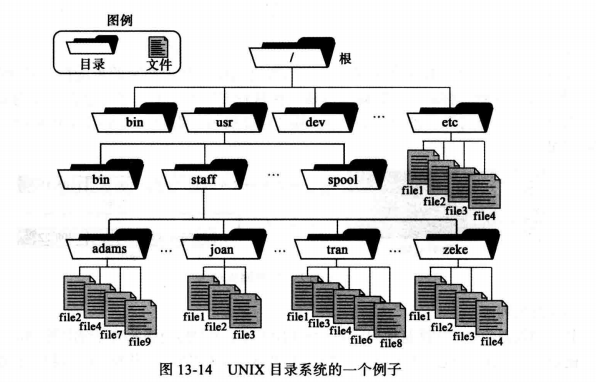 图例
目录 文件
/ 根
bin usr dev … etc
bin staff … spool
file1 file2 file3 file4
adams … joan … tran … zeke
file2 file4 file7 file9 file1 file2 file3 file1 file3 file4 file6 file8 file1 file2 file3 file4
图 13-14 UNIX 目录系统的一个例子